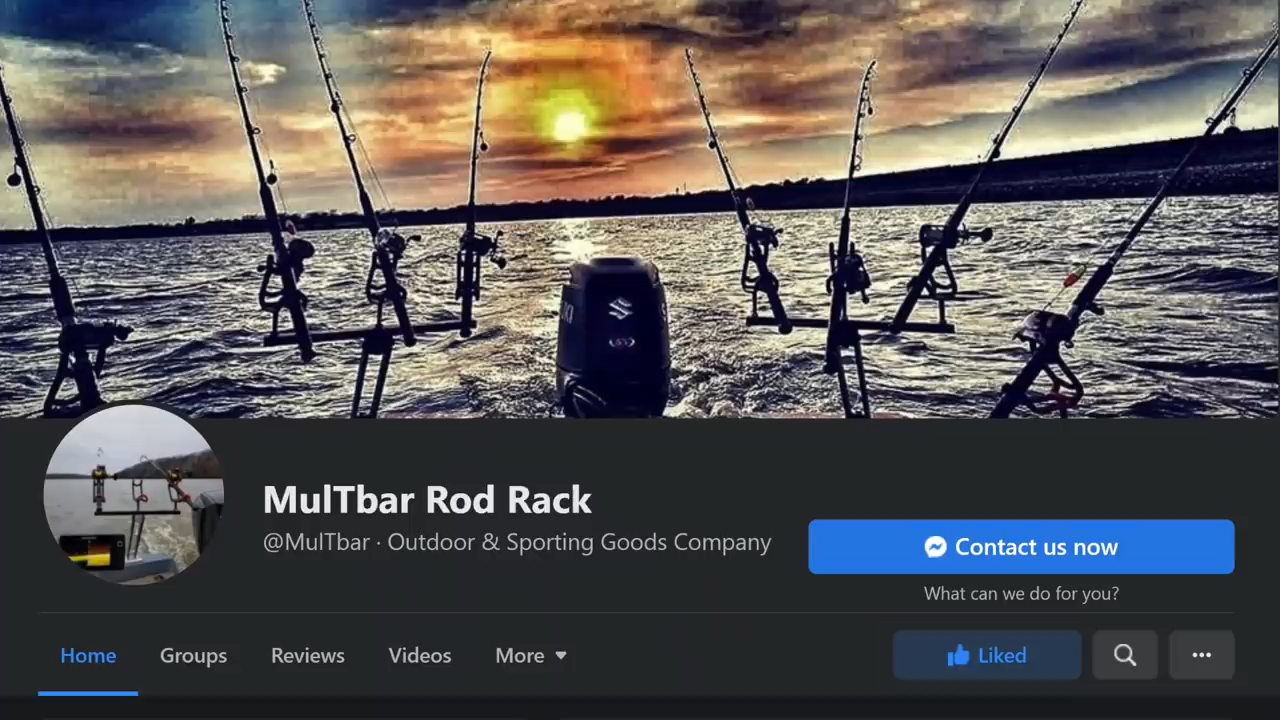 MulTbar Rod Rack
@MulTbar · Outdoor & Sporting Goods Company
Contact us now
What can we do for you?
Home
Groups
Reviews
Videos
More
Liked